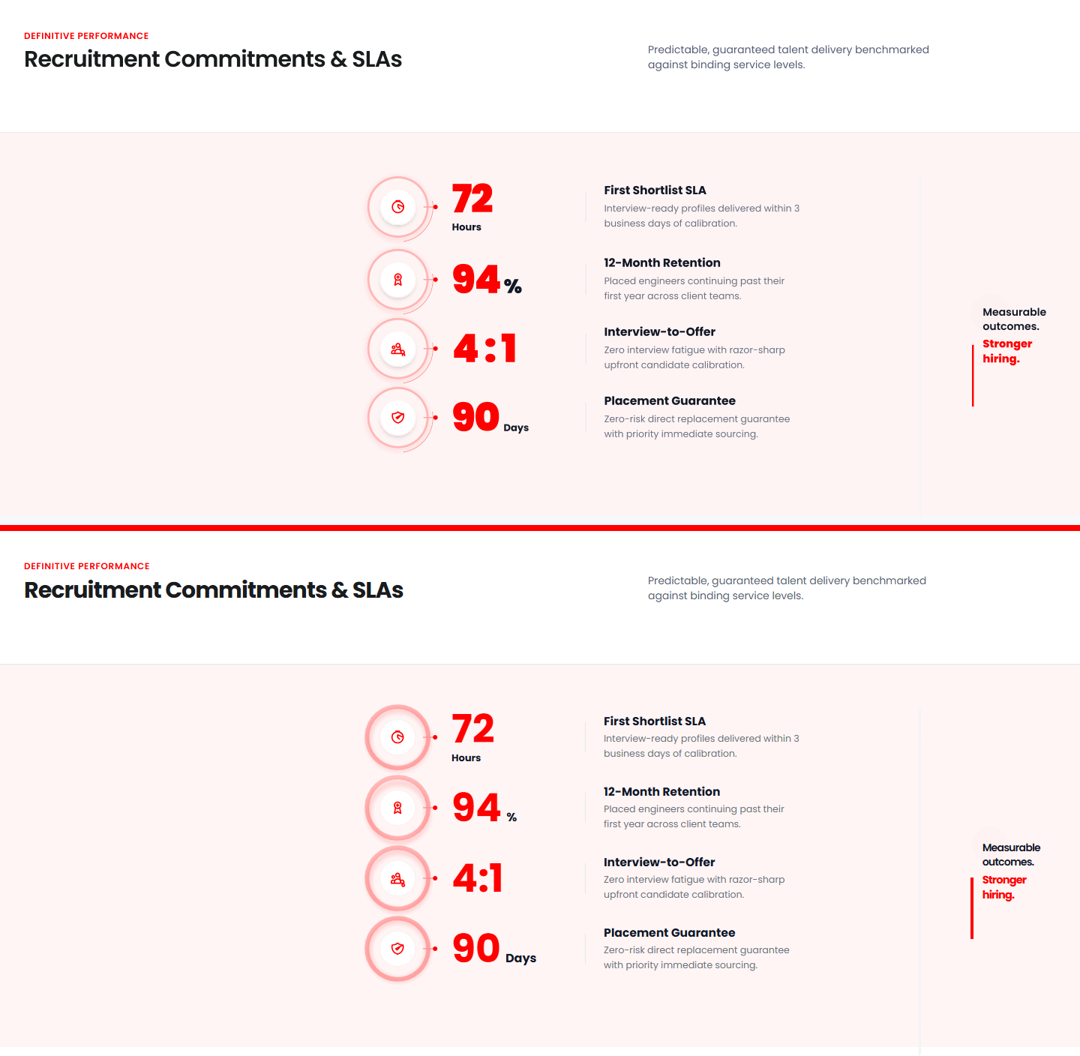 DEFINITIVE PERFORMANCE
Recruitment Commitments & SLAs
Predictable, guaranteed talent delivery benchmarked
against binding service levels.
72
Hours
First Shortlist SLA
Interview-ready profiles delivered within 3
business days of calibration.
94 %
12-Month Retention
Placed engineers continuing past their
first year across client teams.
4:1
Interview-to-Offer
Zero interview fatigue with razor-sharp
upfront candidate calibration.
90 Days
Placement Guarantee
Zero-risk direct replacement guarantee
with priority immediate sourcing.
Measurable
outcomes.
Stronger
hiring.
DEFINITIVE PERFORMANCE
Recruitment Commitments & SLAs
Predictable, guaranteed talent delivery benchmarked
against binding service levels.
72
Hours
First Shortlist SLA
Interview-ready profiles delivered within 3
business days of calibration.
94 %
12-Month Retention
Placed engineers continuing past their
first year across client teams.
4:1
Interview-to-Offer
Zero interview fatigue with razor-sharp
upfront candidate calibration.
90 Days
Placement Guarantee
Zero-risk direct replacement guarantee
with priority immediate sourcing.
Measurable
outcomes.
Stronger
hiring.